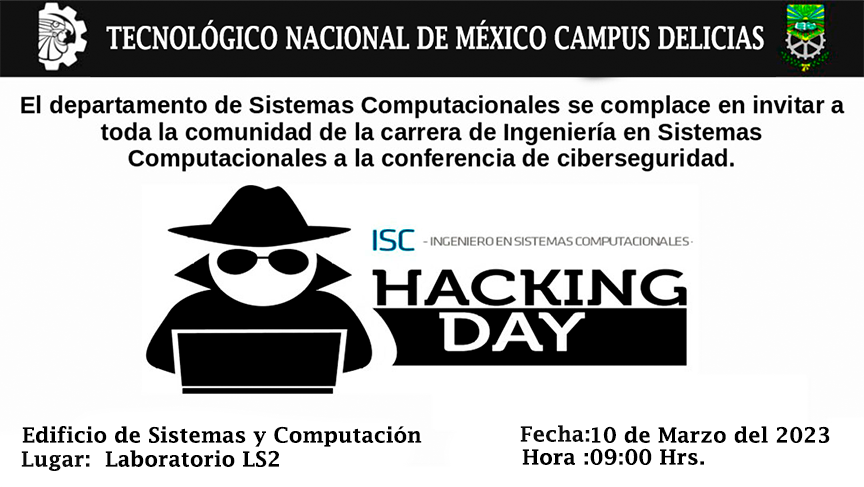 TECNOLÓGICO NACIONAL DE MÉXICO CAMPUS DELICIAS
El departamento de Sistemas Computacionales se complace en invitar a
toda la comunidad de la carrera de Ingeniería en Sistemas
Computacionales a la conferencia de ciberseguridad.
ISC - INGENIERO EN SISTEMAS COMPUTACIONALES -
HACKING
DAY
Edificio de Sistemas y Computación
Lugar: Laboratorio LS2
Fecha:10 de Marzo del 2023
Hora :09:00 Hrs.